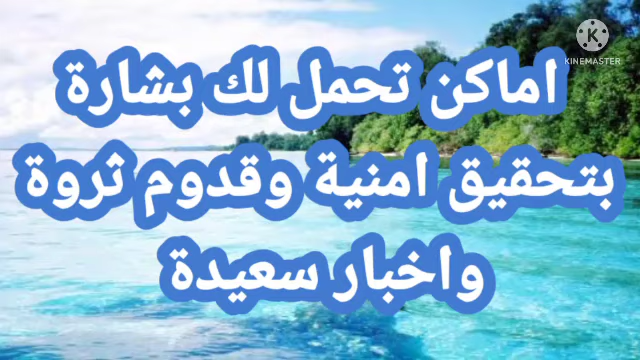 KINEMASTER
اماكن تحمل لك بشارة
بتحقيق امنية وقدوم ثروة
واخبار سعيدة